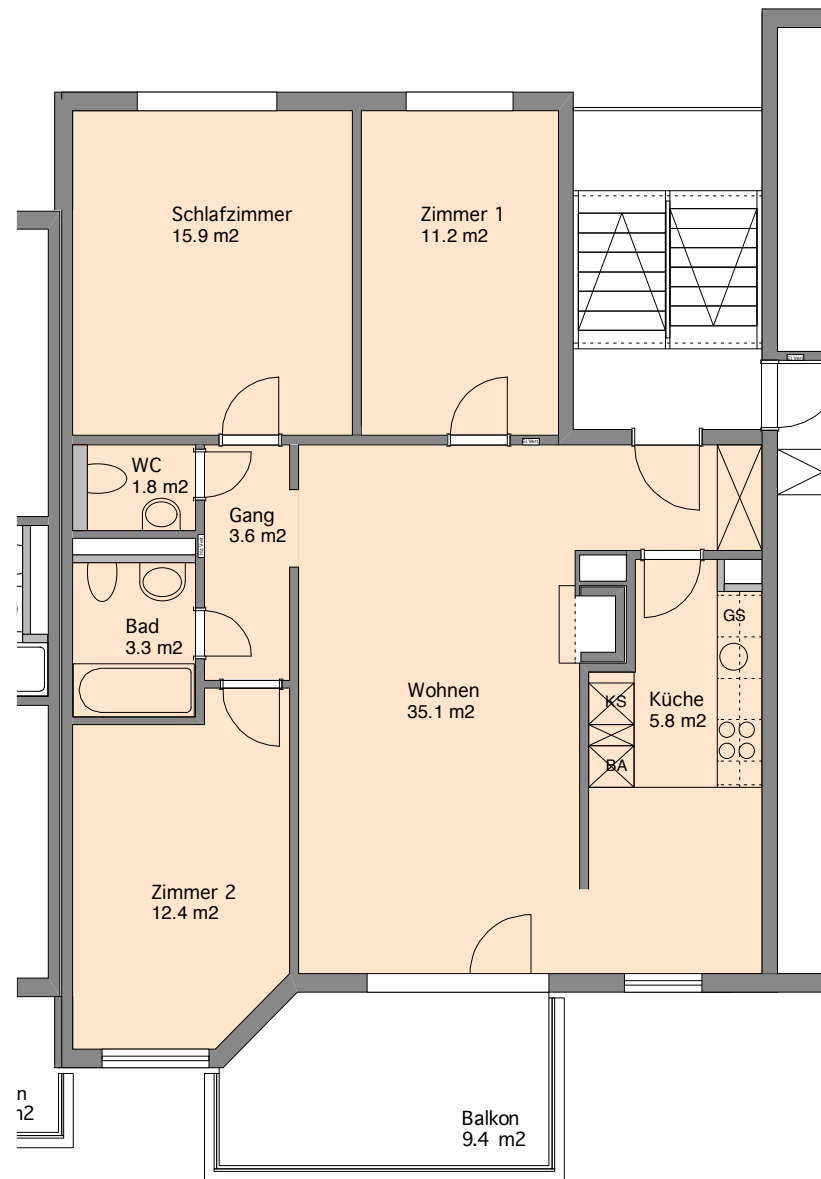 Schlafzimmer
15.9 m2
Zimmer 1
11.2 m2
WC
1.8 m2
Gang
3.6 m2
Bad
3.3 m2
GS
Wohnen
35.1 m2
KS
Küche
5.8 m2
BA
Zimmer 2
12.4 m2
n
m2
Balkon
9.4 m2